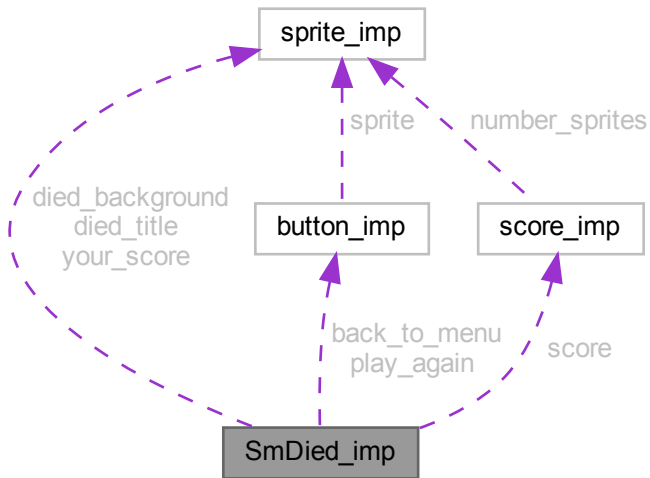 sprite_imp
sprite
number_sprites
died_background
died_title
your_score
button_imp
score_imp
back_to_menu
play_again
score
SmDied_imp